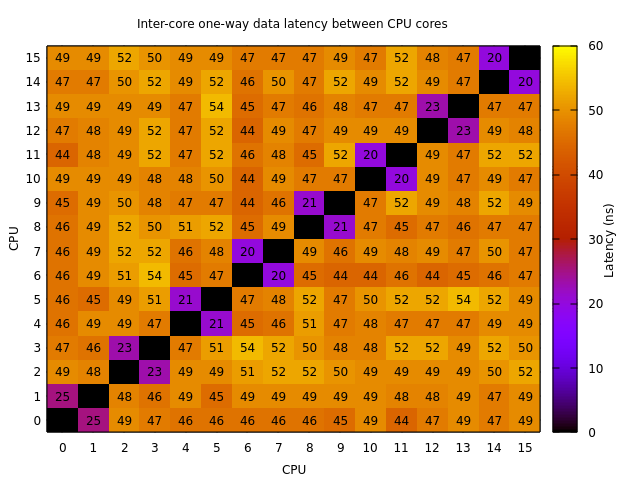 Inter-core one-way data latency between CPU cores
15 49 49 52 50 49 49 47 47 47 49 47 52 48 47 20 60
14 47 47 50 52 49 52 46 50 47 52 49 52 49 47 20
13 49 49 49 49 47 54 45 47 46 48 47 47 23 47 47 50
12 47 48 49 52 47 52 44 49 47 49 49 49 23 49 48
11 44 48 49 52 47 52 46 48 45 52 20 49 47 52 52 40
10 49 49 49 48 48 50 44 49 47 47 20 49 47 49 47
9 45 49 50 48 47 47 44 46 21 47 52 49 48 52 49
8 46 49 52 50 51 52 45 49 21 47 45 47 46 47 47
CPU
7 46 49 52 52 46 48 20 49 46 49 48 49 47 50 47 30
Latency (ns)
6 46 49 51 54 45 47 20 45 44 44 46 44 45 46 47
5 46 45 49 51 21 47 48 52 47 50 52 52 54 52 49 20
4 46 49 49 47 21 45 46 51 47 48 47 47 47 49 49
3 47 46 23 47 51 54 52 50 48 48 52 52 49 52 50
2 49 48 23 49 49 51 52 52 50 49 49 49 49 50 52 10
1 25 48 46 49 45 49 49 49 49 49 48 48 49 47 49
0 25 49 47 46 46 46 46 46 45 49 44 47 49 47 49 0
0 1 2 3 4 5 6 7 8 9 10 11 12 13 14 15
CPU